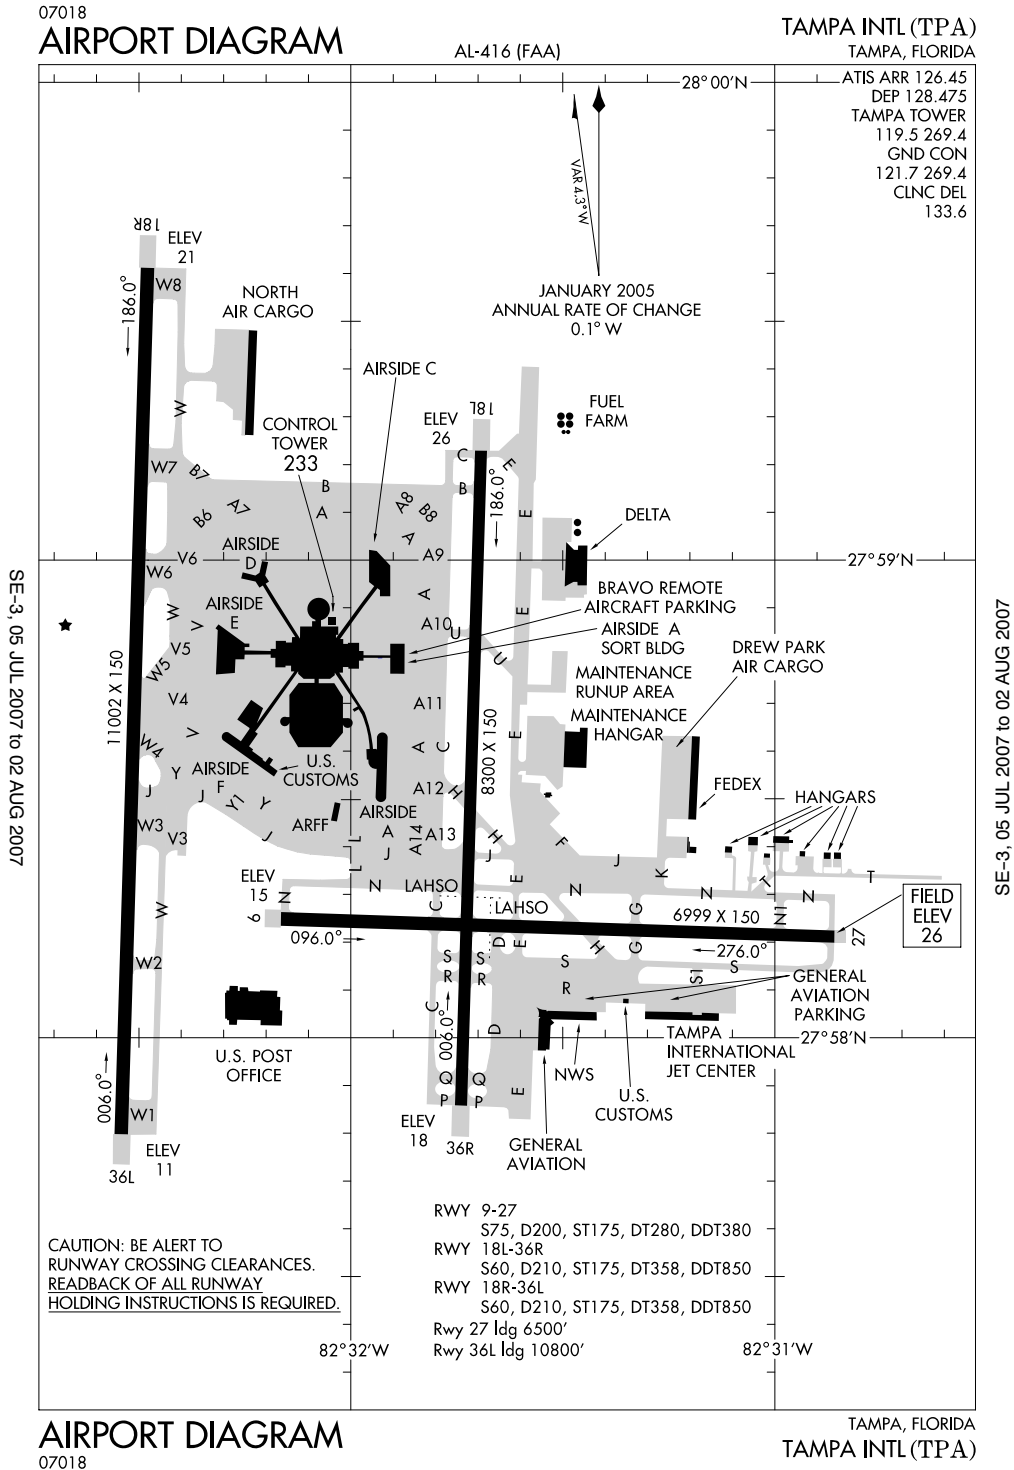 07018
AIRPORT DIAGRAM
AL-416 (FAA)
TAMPA INTL (TPA)
TAMPA, FLORIDA
28°00'N
ATIS ARR 126.45
DEP 128.475
TAMPA TOWER
119.5 269.4
GND CON
121.7 269.4
CLNC DEL
133.6
VAR 4.3°W
JANUARY 2005
ANNUAL RATE OF CHANGE
0.1° W
18R
ELEV
21
186.0°
W8
NORTH
AIR CARGO
AIRSIDE C
W
CONTROL
TOWER
233
18L
ELEV
26
FUEL
FARM
C
E
W7
B7
B
B
186.0°
A
A7
B6
A8
B8
A
E
DELTA
AIRSIDE
D
V6
W6
A9
27°59'N
A
BRAVO REMOTE
AIRCRAFT PARKING
AIRSIDE A
SORT BLDG
AIRSIDE
E
W
V
A10
U
U
E
DREW PARK
AIR CARGO
V5
W5
MAINTENANCE
RUNUP AREA
11002 X 150
V4
A11
MAINTENANCE
HANGAR
V
W4
A
C
E
8300 X 150
AIRSIDE
F
U.S.
CUSTOMS
Y
J
J
Y1
Y
A12
H
FEDEX
HANGARS
W3
V3
J
ARFF
AIRSIDE
A
A13
A14
L
L
J
H
J
F
J
K
T
T
ELEV
15
N
N
LAHSO
E
N
N
N
N1
FIELD
ELEV
26
9
C
LAHSO
G
G
6999 X 150
27
096.0°
D
E
H
276.0°
W
W2
S
R
S
R
S
R
S1
S
GENERAL
AVIATION
PARKING
C
006.0°
D
27°58'N
U.S. POST
OFFICE
NWS
TAMPA
INTERNATIONAL
JET CENTER
006.0°
Q
P
Q
P
E
U.S.
CUSTOMS
W1
ELEV
11
36L
ELEV
18
36R
GENERAL
AVIATION
RWY 9-27
S75, D200, ST175, DT280, DDT380
RWY 18L-36R
S60, D210, ST175, DT358, DDT850
RWY 18R-36L
S60, D210, ST175, DT358, DDT850
Rwy 27 ldg 6500'
Rwy 36L ldg 10800'
CAUTION: BE ALERT TO
RUNWAY CROSSING CLEARANCES.
READBACK OF ALL RUNWAY
HOLDING INSTRUCTIONS IS REQUIRED.
82°32'W
82°31'W
SE-3, 05 JUL 2007 to 02 AUG 2007
SE-3, 05 JUL 2007 to 02 AUG 2007
AIRPORT DIAGRAM
07018
TAMPA, FLORIDA
TAMPA INTL (TPA)